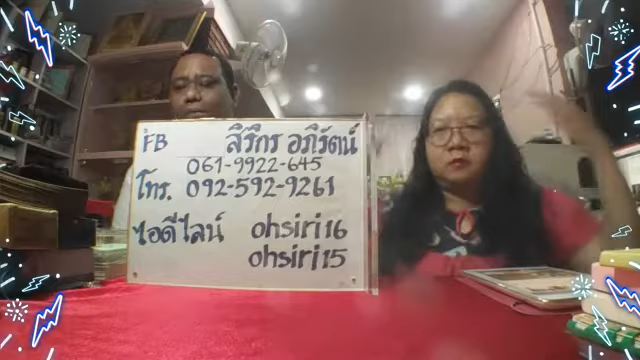 FB สิริกร อภิรัตน์
061-9922-645
โทร. 092-592-9261
ไอดีไลน์ ohsiri16
ohsiri15